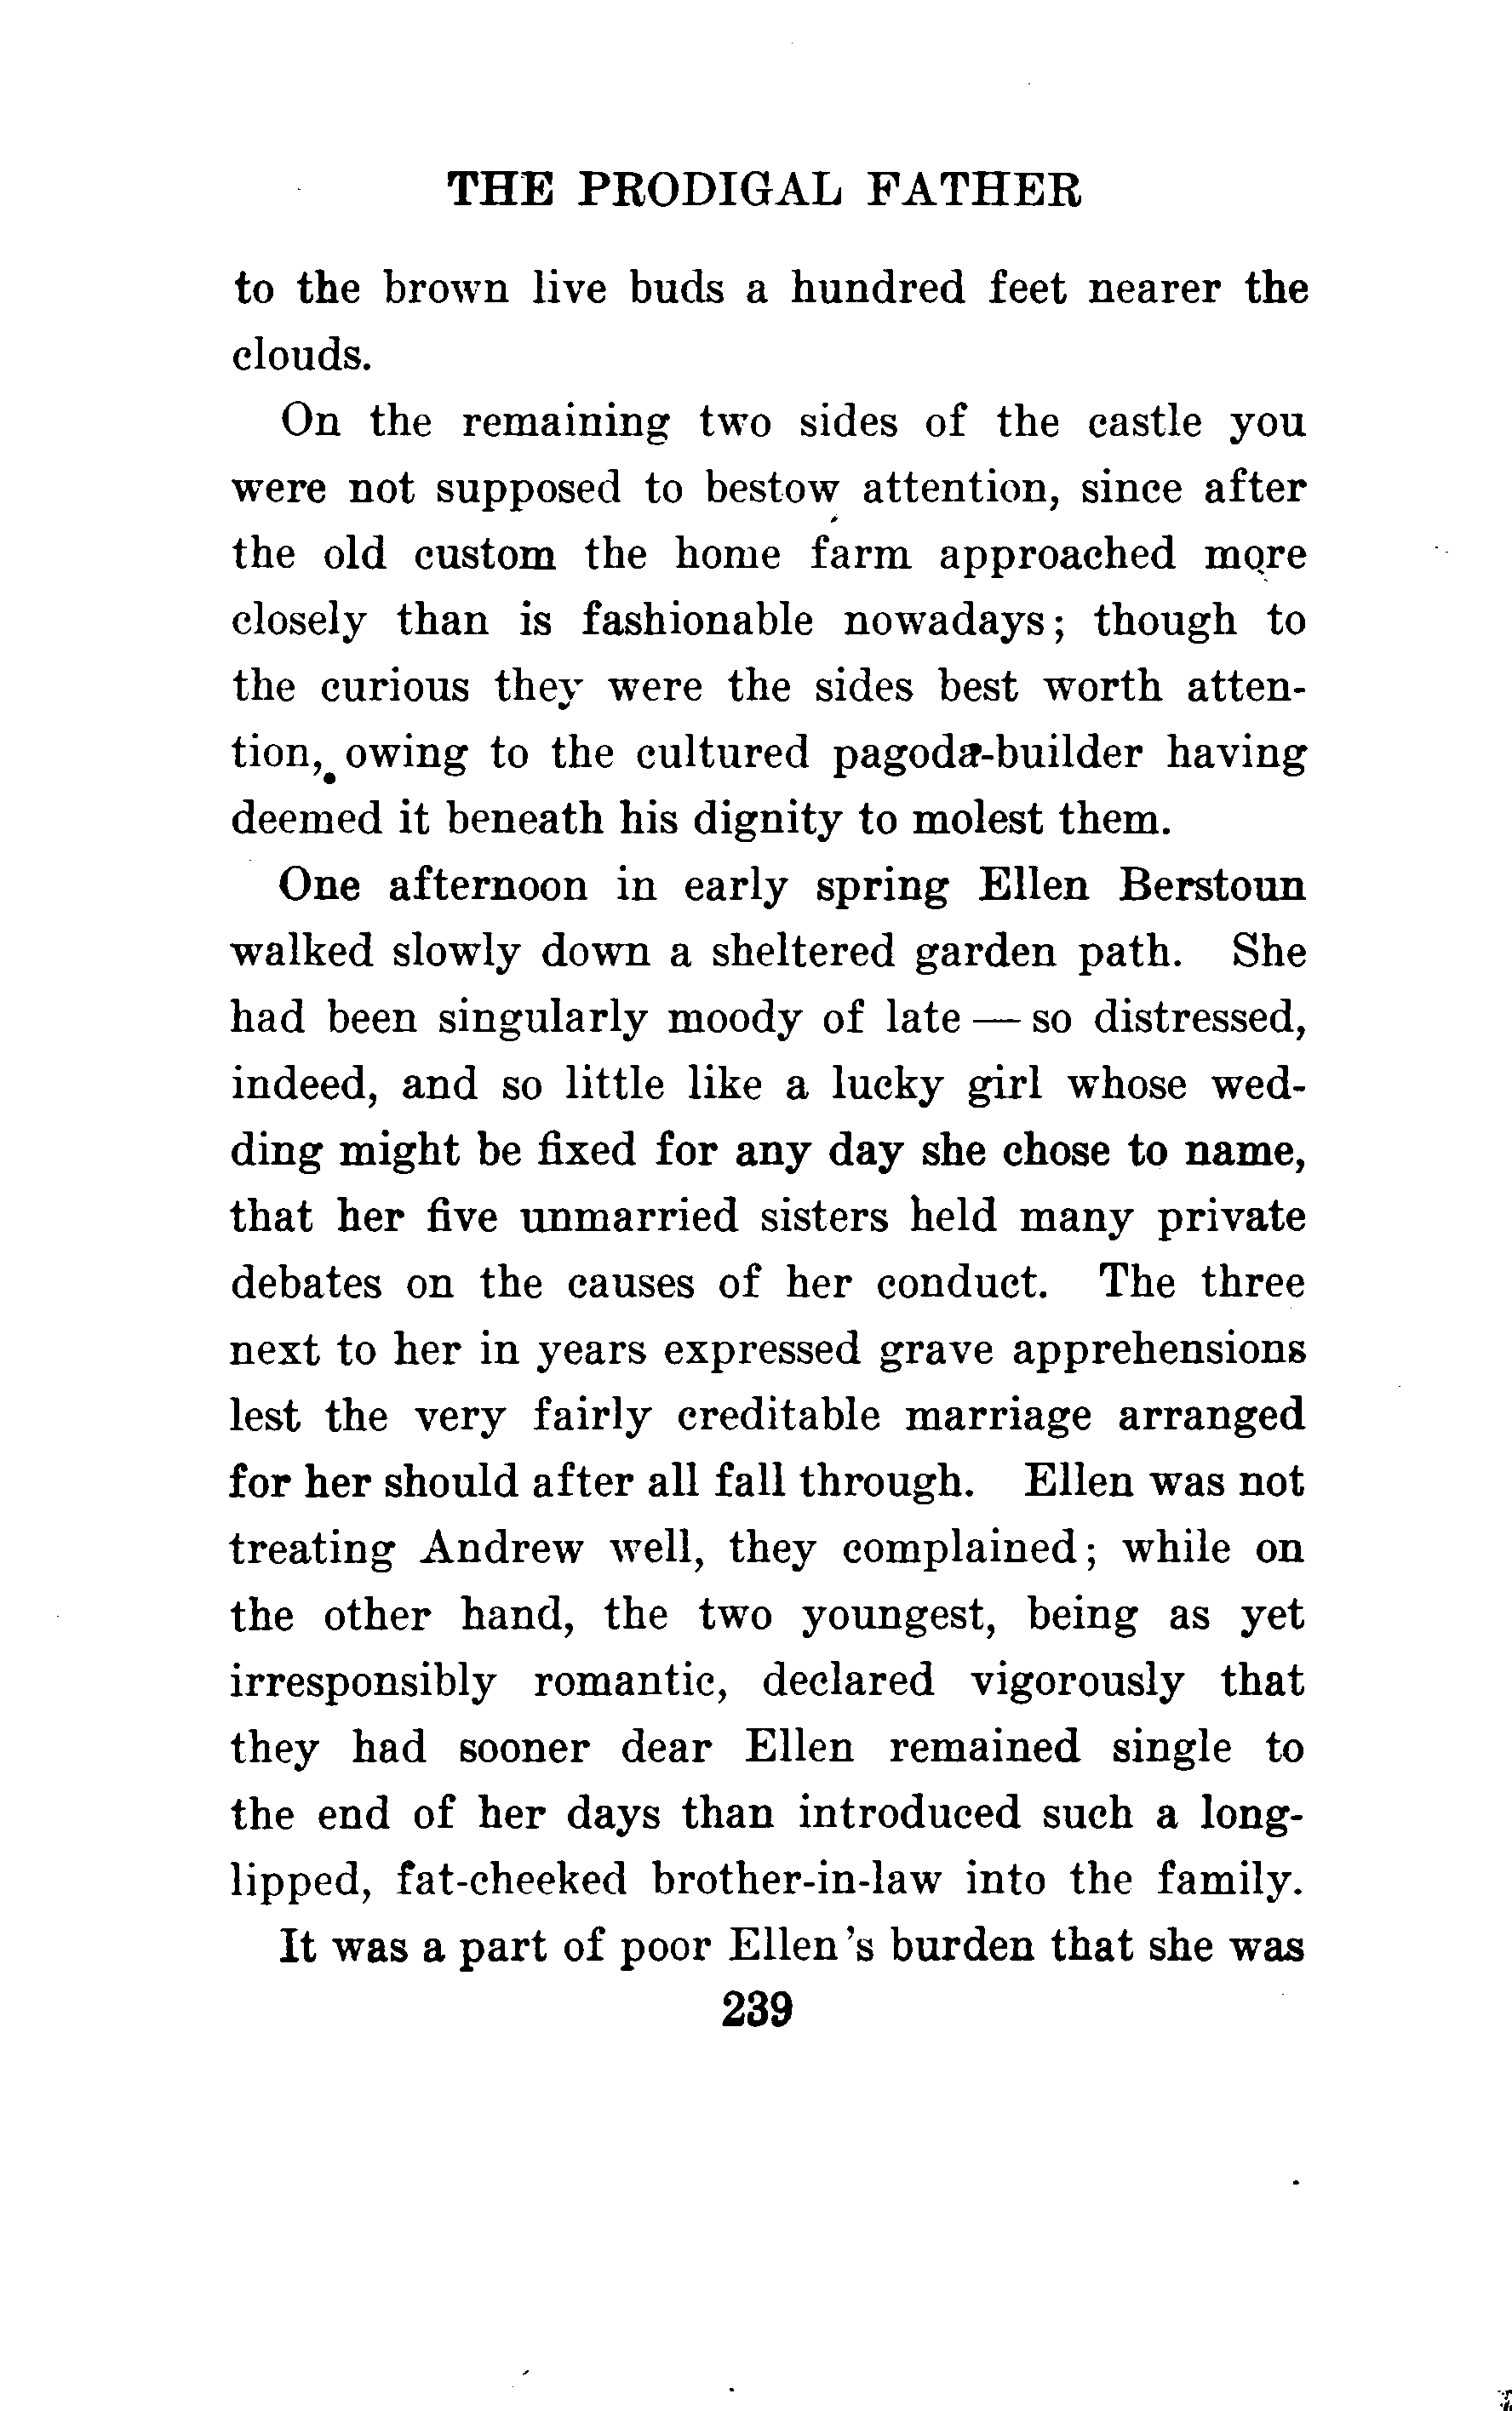 THE PRODIGAL FATHER
to the brown live buds a hundred feet nearer the
clouds.
On the remaining two sides of the castle you
were not supposed to bestow attention, since after
the old custom the home farm approached more
closely than is fashionable nowadays; though to
the curious they were the sides best worth atten-
tion, owing to the cultured pagoda-builder having
deemed it beneath his dignity to molest them.
One afternoon in early spring Ellen Berstoun
walked slowly down a sheltered garden path. She
had been singularly moody of late — so distressed,
indeed, and so little like a lucky girl whose wed-
ding might be fixed for any day she chose to name,
that her five unmarried sisters held many private
debates on the causes of her conduct. The three
next to her in years expressed grave apprehensions
lest the very fairly creditable marriage arranged
for her should after all fall through. Ellen was not
treating Andrew well, they complained; while on
the other hand, the two youngest, being as yet
irresponsibly romantic, declared vigorously that
they had sooner dear Ellen remained single to
the end of her days than introduced such a long-
lipped, fat-cheeked brother-in-law into the family.
It was a part of poor Ellen's burden that she was
239